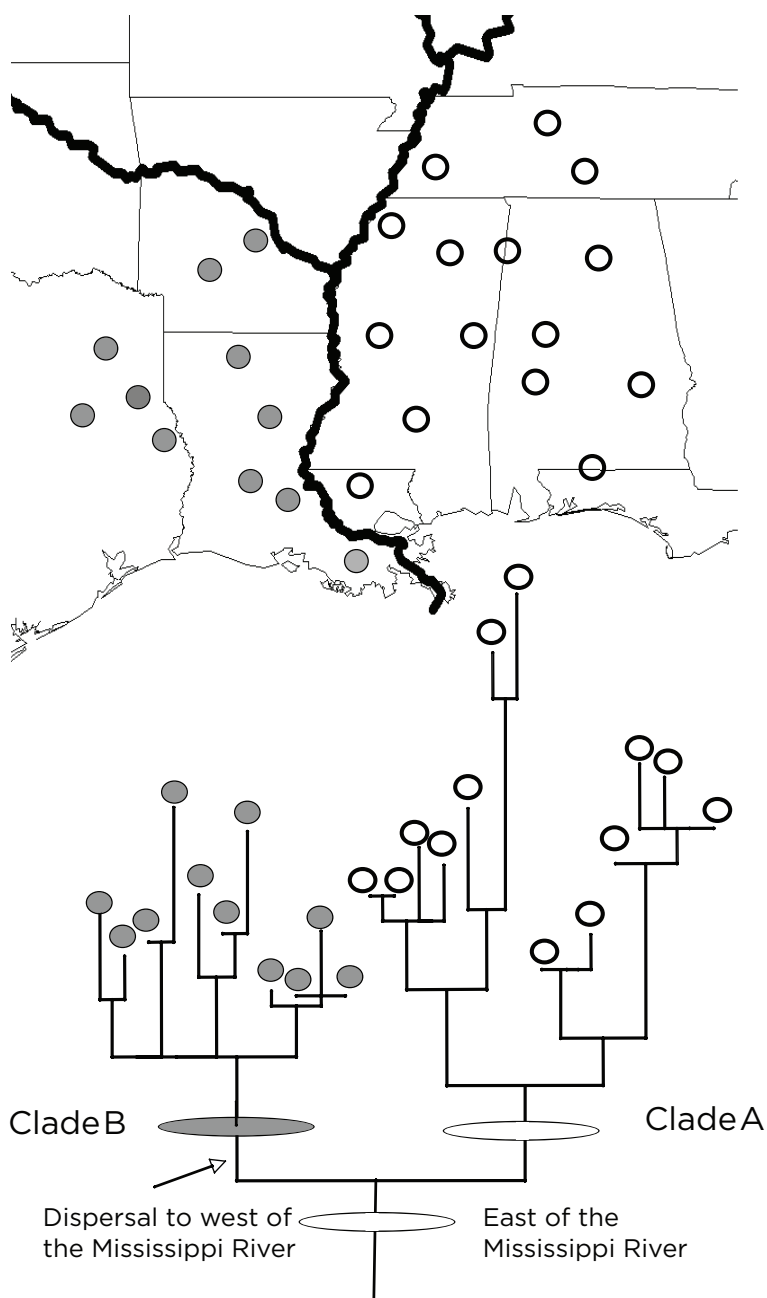 Clade B
Clade A
Dispersal to west of
the Mississippi River
East of the
Mississippi River